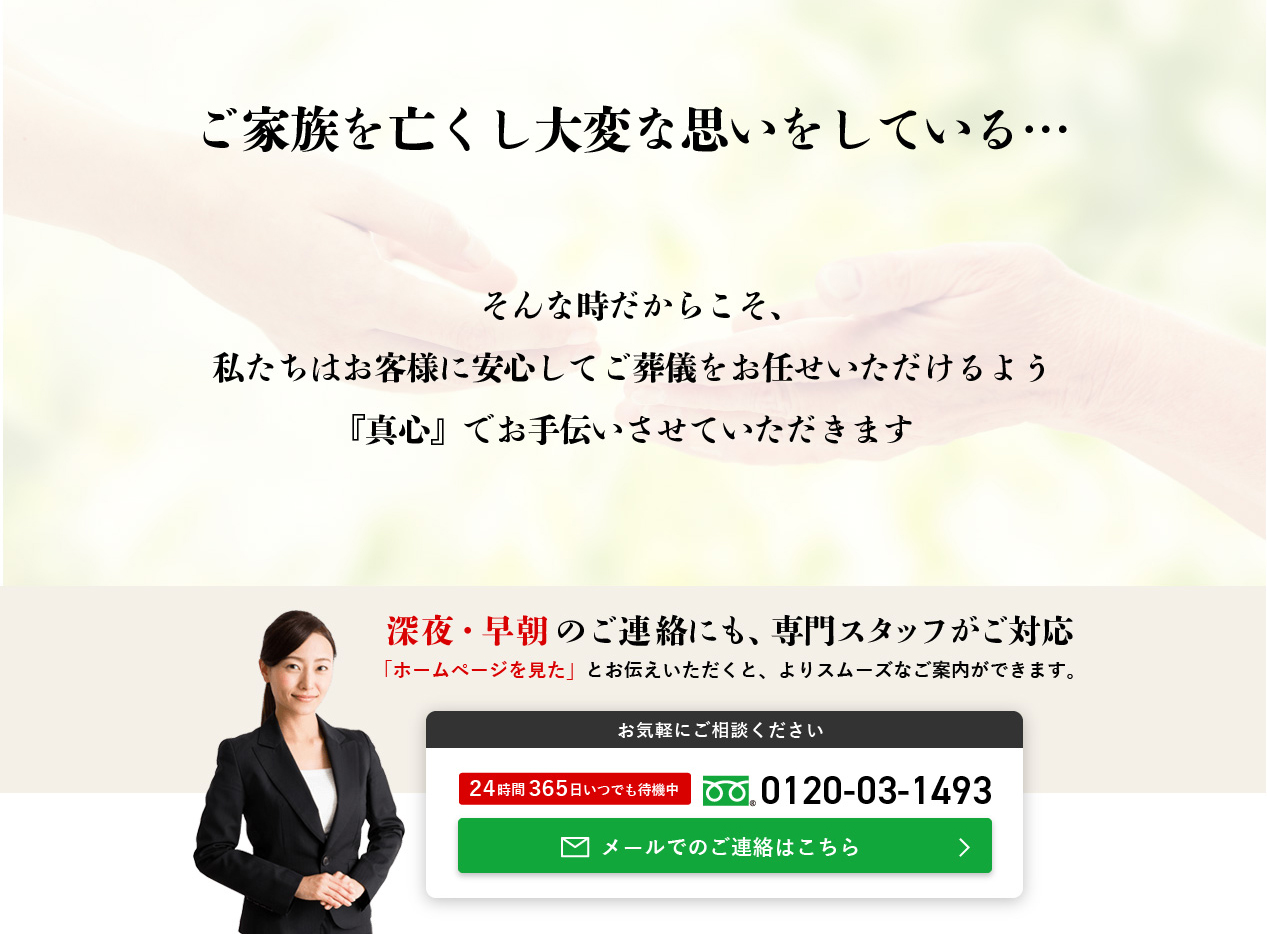 ご家族を亡くし大変な思いをしている…
そんな時だからこそ、
私たちはお客様に安心してご葬儀をお任せいただけるよう
『真心』でお手伝いさせていただきます
深夜・早朝のご連絡にも、専門スタッフがご対応
「ホームページを見た」とお伝えいただくと、よりスムーズなご案内ができます。
お気軽にご相談ください
24時間365日いつでも待機中 ® 0120-03-1493
メールでのご連絡はこちら